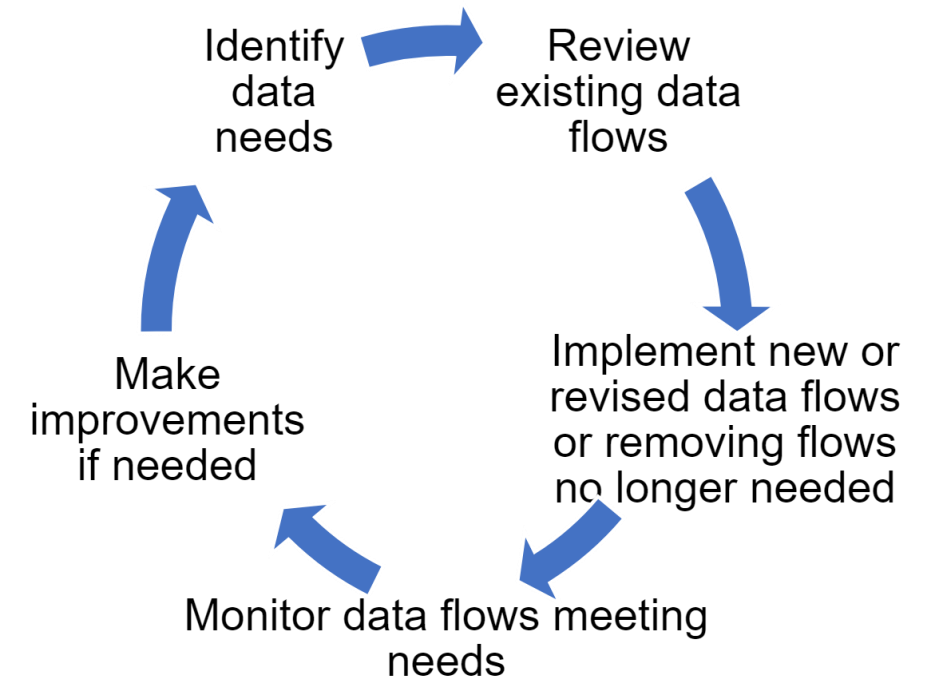 Identify
data
needs
Review
existing data
flows
Implement new or
revised data flows
or removing flows
no longer needed
Monitor data flows meeting
needs
Make
improvements
if needed